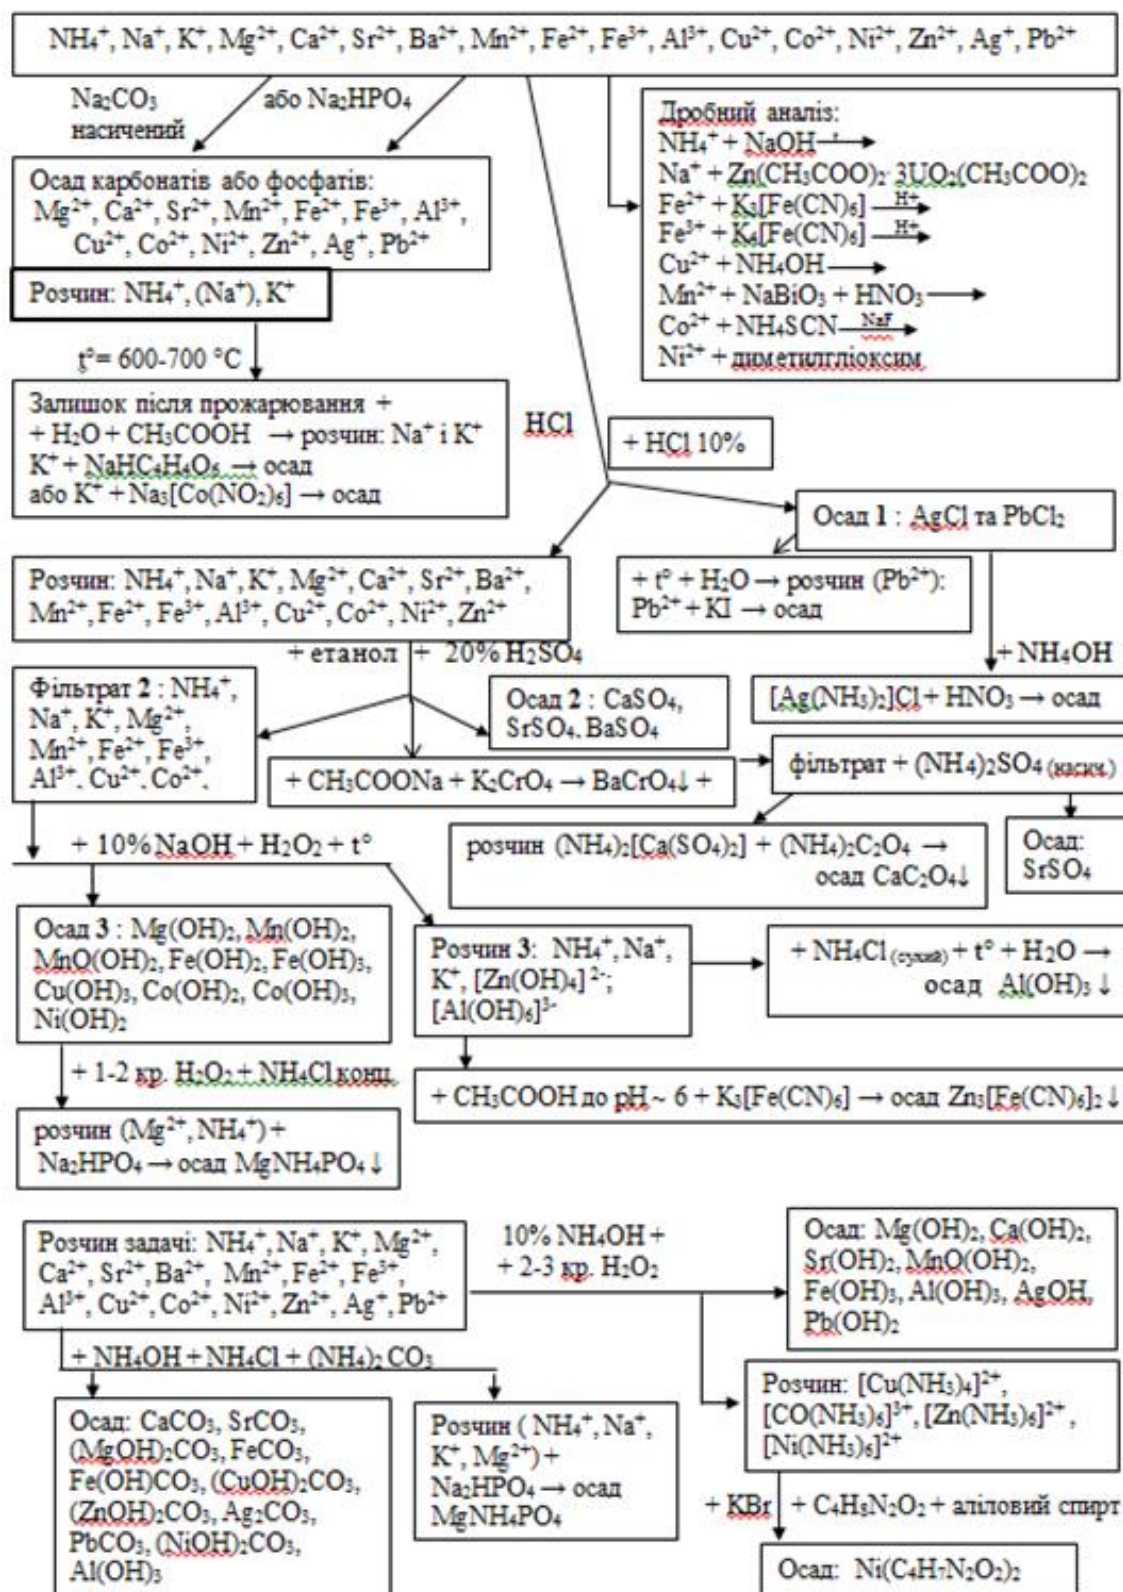 NH₄⁺, Na⁺, K⁺, Mg²⁺, Ca²⁺, Sr²⁺, Ba²⁺, Mn²⁺, Fe²⁺, Fe³⁺, Al³⁺, Cu²⁺, Co²⁺, Ni²⁺, Zn²⁺, Ag⁺, Pb²⁺
Na₂CO₃
насичений
або Na₂HPO₄
Дробний аналіз:
NH₄⁺ + NaOH ⟶
Na⁺ + Zn(CH₃COO)₂· 3UO₂(CH₃COO)₂
Fe²⁺ + K₃[Fe(CN)₆] H+ ⟶
Fe³⁺ + K₆[Fe(CN)₆] H+ ⟶
Cu²⁺ + NH₄OH ⟶
Mn²⁺ + NaBiO₃ + HNO₃ ⟶
Co²⁺ + NH₄SCN NaF ⟶
Ni²⁺ + диметилгліоксим
Осад карбонатів або фосфатів:
Mg²⁺, Ca²⁺, Sr²⁺, Mn²⁺, Fe²⁺, Fe³⁺, Al³⁺,
Cu²⁺, Co²⁺, Ni²⁺, Zn²⁺, Ag⁺, Pb²⁺
Розчин: NH₄⁺, (Na⁺), K⁺
t°= 600-700 °C
Залишок після прожарювання +
+ H₂O + CH₃COOH → розчин: Na⁺ і K⁺
K⁺ + NaHC₄H₄O₆ → осад
або K⁺ + Na₃[Co(NO₂)₆] → осад
HCl
+ HCl 10%
Осад 1 : AgCl та PbCl₂
Розчин: NH₄⁺, Na⁺, K⁺, Mg²⁺, Ca²⁺, Sr²⁺, Ba²⁺,
Mn²⁺, Fe²⁺, Fe³⁺, Al³⁺, Cu²⁺, Co²⁺, Ni²⁺, Zn²⁺
+ t° + H₂O → розчин (Pb²⁺):
Pb²⁺ + KI → осад
+ NH₄OH
[Ag(NH₃)₂]Cl + HNO₃ → осад
+ етанол + 20% H₂SO₄
Фільтрат 2 : NH₄⁺,
Na⁺, K⁺, Mg²⁺,
Mn²⁺, Fe²⁺, Fe³⁺,
Al³⁺, Cu²⁺, Co²⁺,
Осад 2 : CaSO₄,
SrSO₄, BaSO₄
+ CH₃COONa + K₂CrO₄ → BaCrO₄↓ +
фільтрат + (NH₄)₂SO₄ (насич.)
розчин (NH₄)₂[Ca(SO₄)₂] + (NH₄)₂C₂O₄ →
осад CaC₂O₄↓
Осад:
SrSO₄
+ 10% NaOH + H₂O₂ + t°
Осад 3 : Mg(OH)₂, Mn(OH)₂,
MnO(OH)₂, Fe(OH)₂, Fe(OH)₃,
Cu(OH)₃, Co(OH)₂, Co(OH)₃,
Ni(OH)₂
Розчин 3: NH₄⁺, Na⁺,
K⁺, [Zn(OH)₄]²⁻;
[Al(OH)₆]³⁻
+ NH₄Cl (сухий) + t° + H₂O →
осад Al(OH)₃ ↓
+ 1-2 кр. H₂O₂ + NH₄Cl конц
+ CH₃COOH до pH ~ 6 + K₃[Fe(CN)₆] → осад Zn₃[Fe(CN)₆]₂ ↓
розчин (Mg²⁺, NH₄⁺) +
Na₂HPO₄ → осад MgNH₄PO₄ ↓
Розчин задачі: NH₄⁺, Na⁺, K⁺, Mg²⁺,
Ca²⁺, Sr²⁺, Ba²⁺, Mn²⁺, Fe²⁺, Fe³⁺,
Al³⁺, Cu²⁺, Co²⁺, Ni²⁺, Zn²⁺, Ag⁺, Pb²⁺
10% NH₄OH +
+ 2-3 кр. H₂O₂
Осад: Mg(OH)₂, Ca(OH)₂,
Sr(OH)₂, MnO(OH)₂,
Fe(OH)₃, Al(OH)₃, AgOH,
Pb(OH)₂
+ NH₄OH + NH₄Cl + (NH₄)₂ CO₃
Розчин: [Cu(NH₃)₄]²⁺,
[CO(NH₃)₆]³⁺, [Zn(NH₃)₆]²⁺,
[Ni(NH₃)₆]²⁺
Осад: CaCO₃, SrCO₃,
(MgOH)₂CO₃, FeCO₃,
Fe(OH)CO₃, (CuOH)₂CO₃,
(ZnOH)₂CO₃, Ag₂CO₃,
PbCO₃, (NiOH)₂CO₃,
Al(OH)₃
Розчин ( NH₄⁺, Na⁺,
K⁺, Mg²⁺) +
Na₂HPO₄ → осад
MgNH₄PO₄
+ KBr + C₄H₈N₂O₂ + аліловий спирт
Осад: Ni(C₄H₇N₂O₂)₂